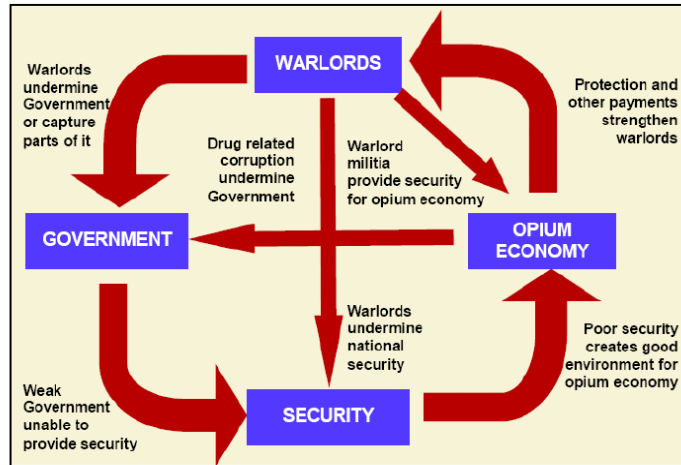 WARLORDS
Warlords
undermine
Government
or capture
parts of it
Protection and
other payments
strengthen
warlords
Drug related
corruption
undermine
Government
Warlord
militia
provide security
for opium economy
GOVERNMENT
OPIUM
ECONOMY
Warlords
undermine
national
security
Poor security
creates good
environment for
opium economy
Weak
Government
unable to
provide security
SECURITY